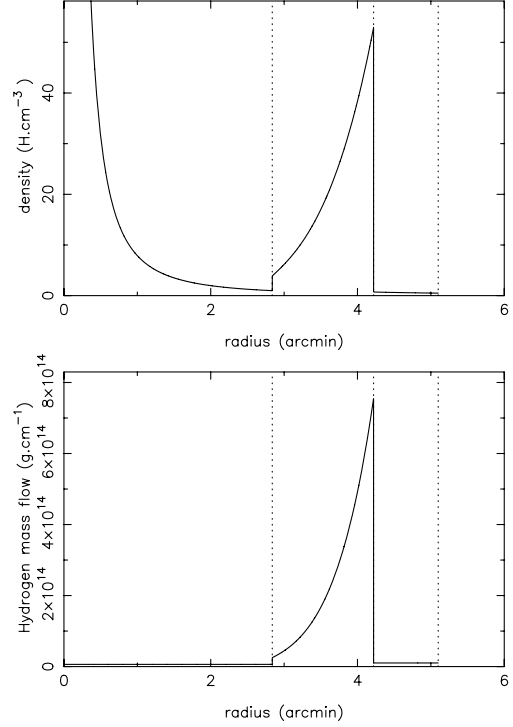 density (H.cm⁻³ )
40
20
0
0 2 4 6
radius (arcmin)
Hydrogen mass flow (g.cm⁻¹)
8×10¹⁴
6×10¹⁴
4×10¹⁴
2×10¹⁴
0
0 2 4 6
radius (arcmin)